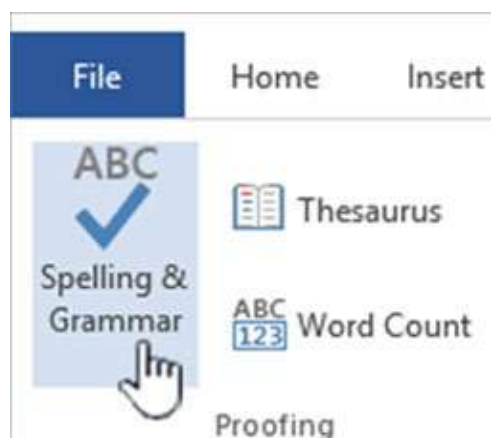 File Home Insert
ABC
Spelling &
Grammar
Thesaurus
ABC
123
Word Count
Proofing